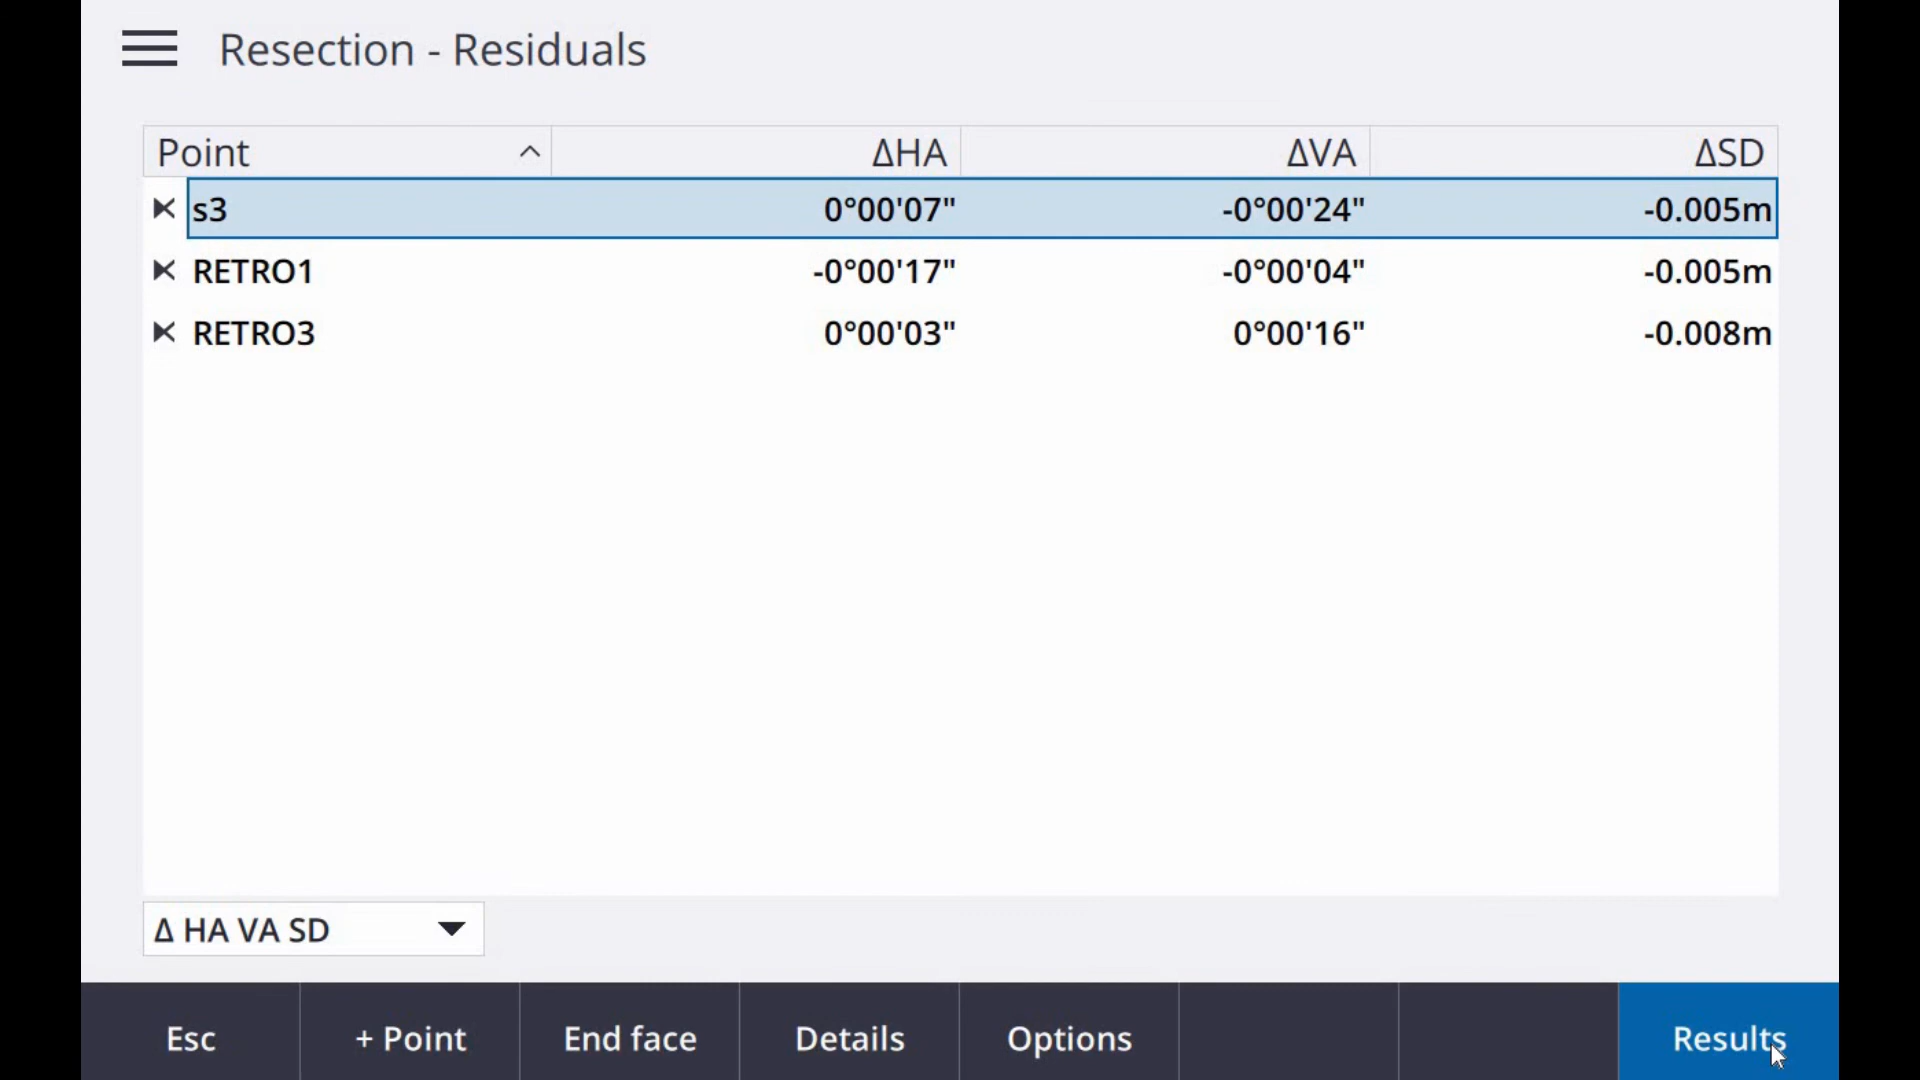 Resection - Residuals
Point ΔHA ΔVA ΔSD
s3 0°00'07" -0°00'24" -0.005m
RETRO1 -0°00'17" -0°00'04" -0.005m
RETRO3 0°00'03" 0°00'16" -0.008m
Δ HA VA SD
Esc + Point End face Details Options Results